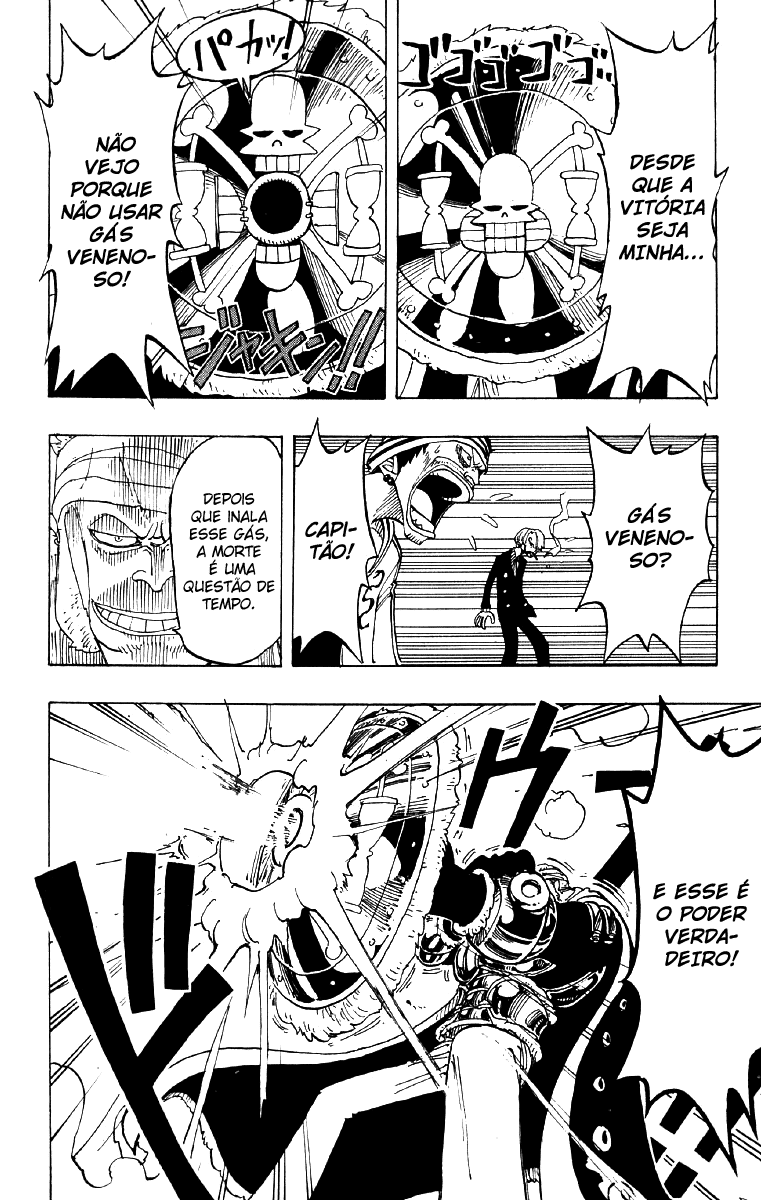 DESDE
QUE A
VITÓRIA
SEJA
MINHA...
ゴゴゴゴゴ
パカッ!
NÃO
VEJO
PORQUE
NÃO USAR
GÁS
VENENO-
SO!
ジャキン!!
GÁS
VENENO-
SO?
CAPI-
TÃO!
DEPOIS
QUE INALA
ESSE GÁS,
A MORTE
É UMA
QUESTÃO DE
TEMPO.
E ESSE É
O PODER
VERDA-
DEIRO!